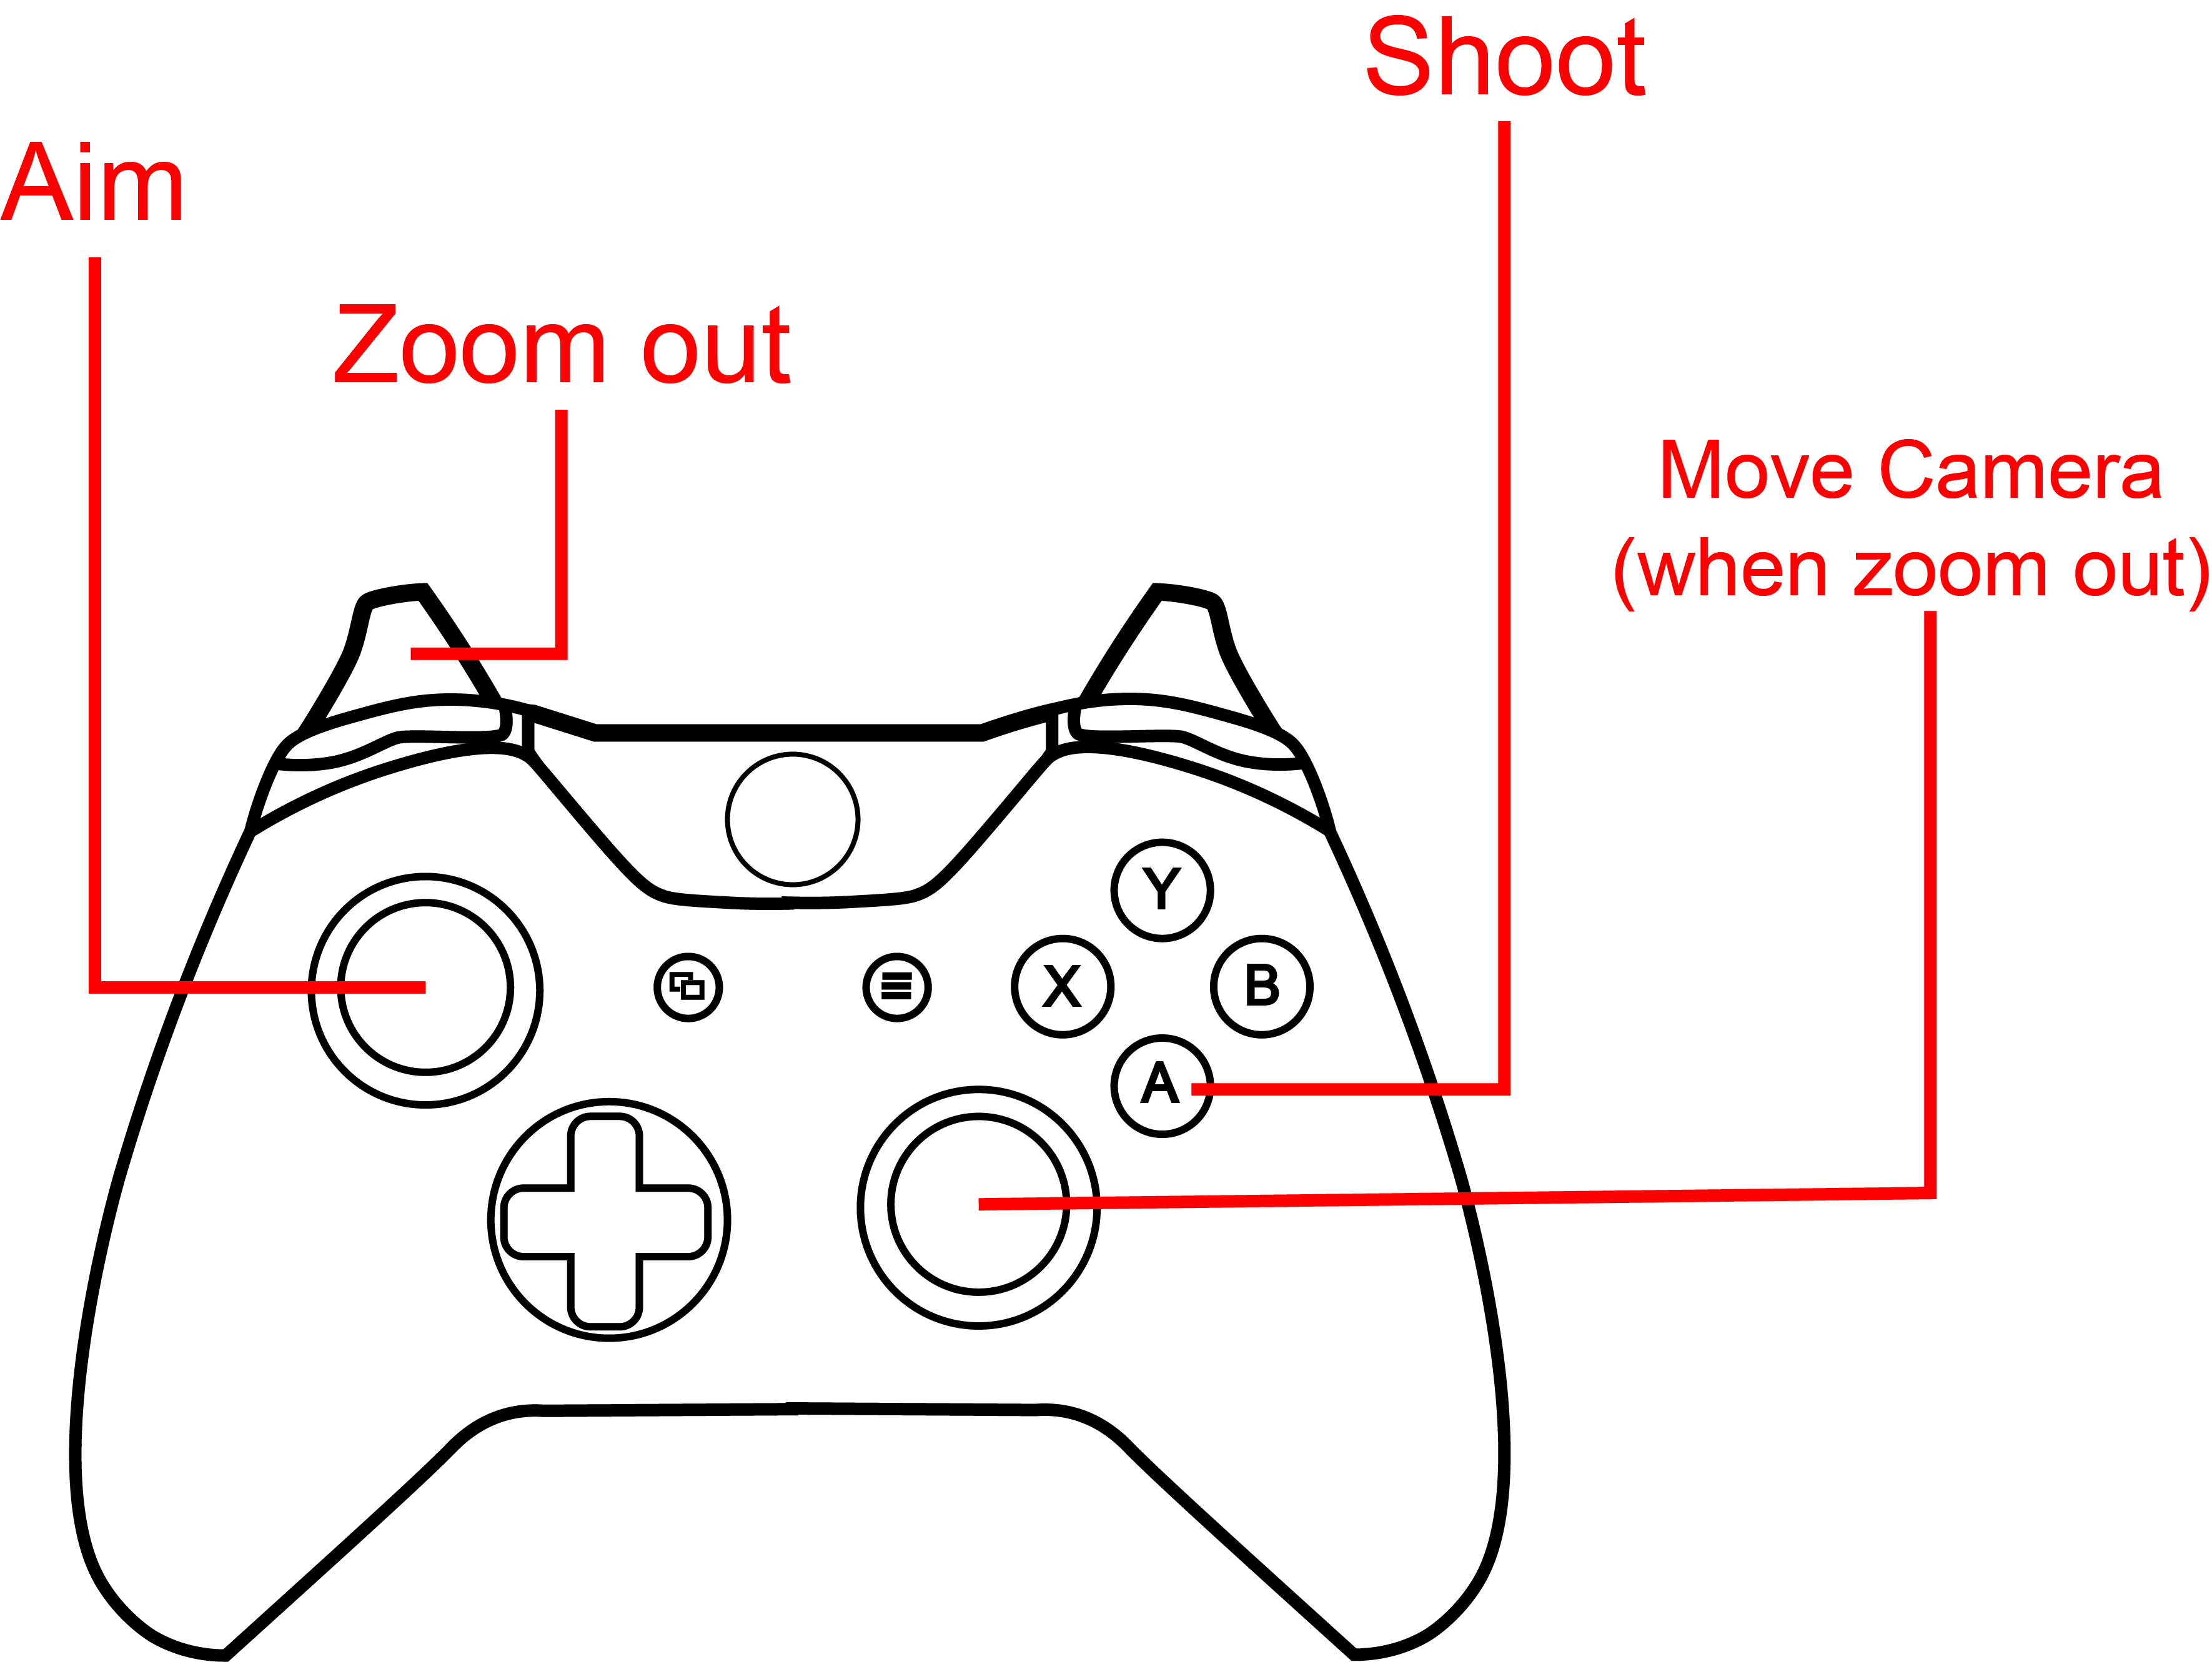 Shoot
Aim
Zoom out
Move Camera
(when zoom out)
Y
X
B
A